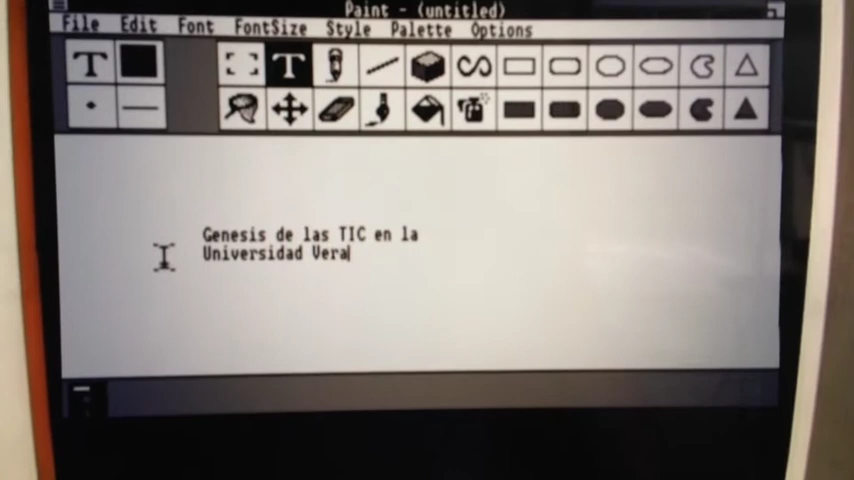 Paint - (untitled)
File Edit Font FontSize Style Palette Options
T T
Genesis de las TIC en la
Universidad Vera